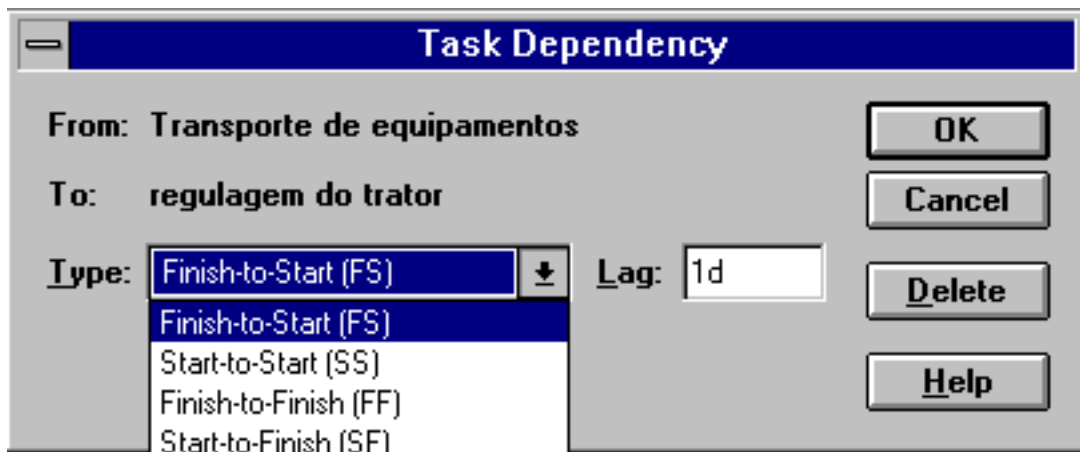 Task Dependency
From: Transporte de equipamentos
OK
To: regulagem do trator
Cancel
Type: Finish-to-Start (FS) Lag: 1d
Delete
Finish-to-Start (FS)
Start-to-Start (SS)
Help
Finish-to-Finish (FF)
Start-to-Finish (SF)